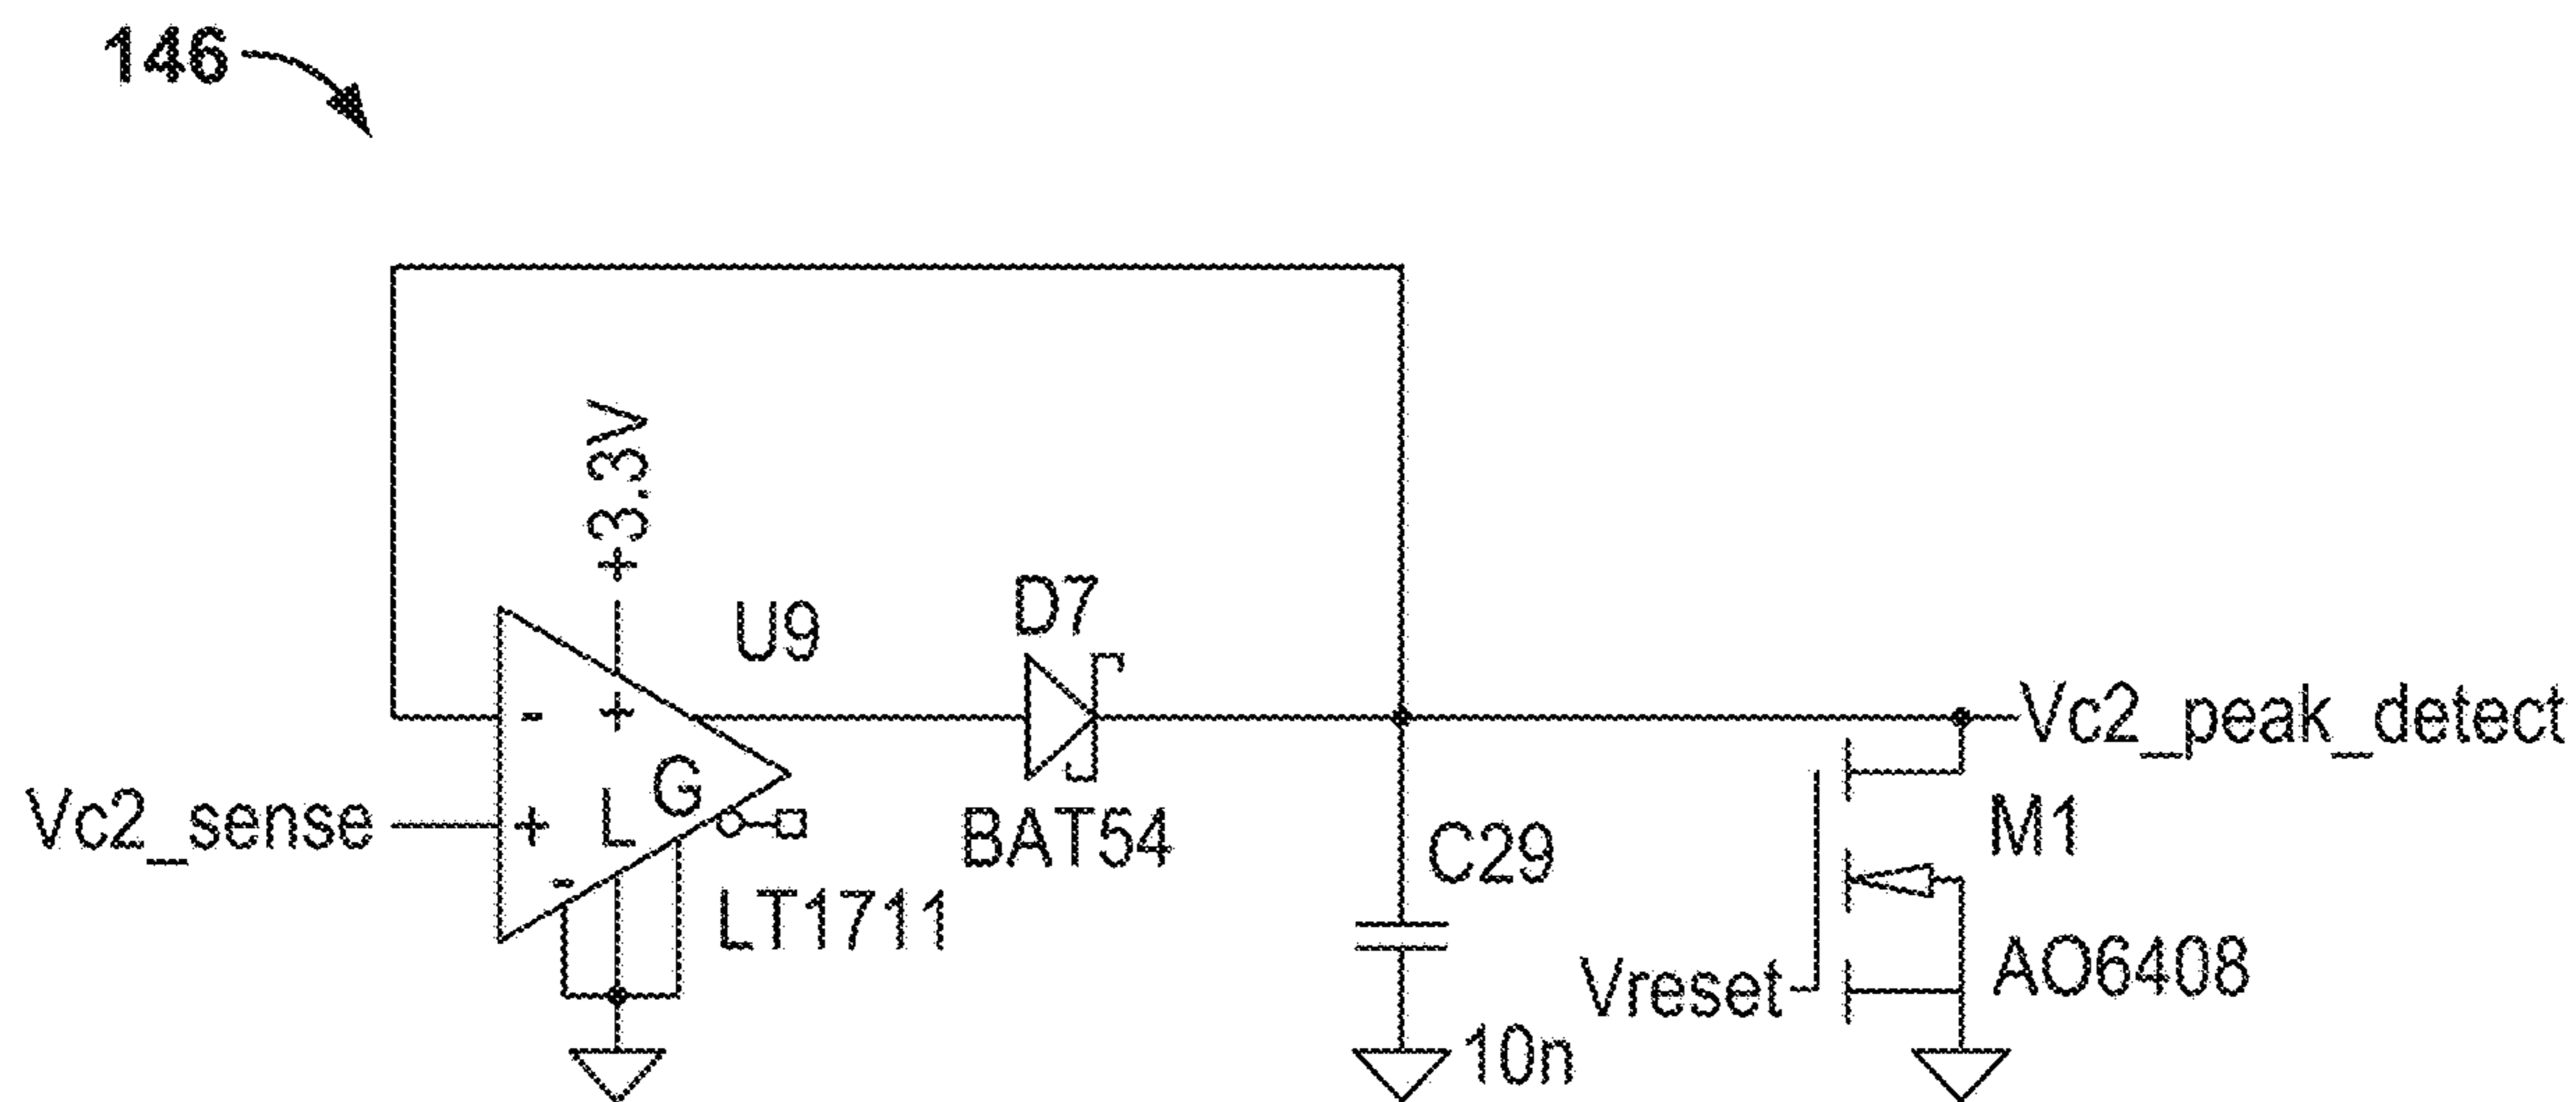 146
+3.3V
U9
D7
- +
Vc2_peak_detect
G
Vc2_sense
+ L
BAT54
M1
C29
-
LT1711
AO6408
Vreset
10n